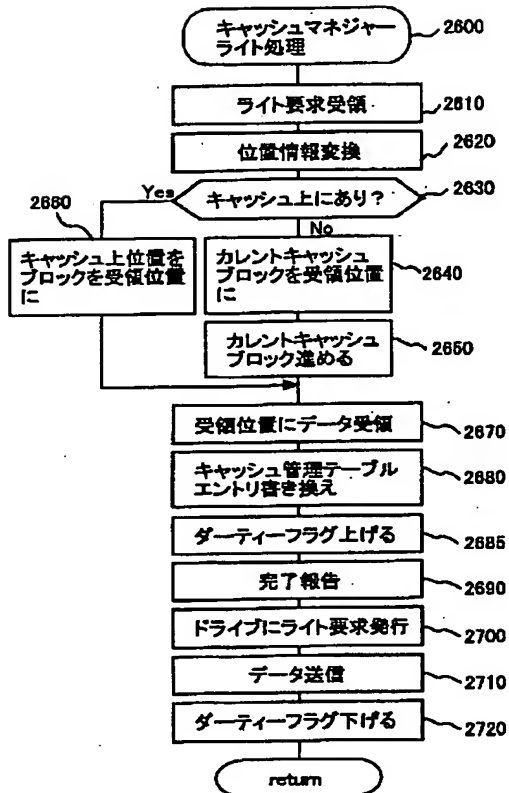 キャッシュマネジャー
ライト処理
2600
ライト要求受領
2610
位置情報変換
2620
キャッシュ上にあり?
2630
Yes
No
2660
キャッシュ上位置を
ブロックを受領位置
に
カレントキャッシュ
ブロックを受領位置
に
2640
カレントキャッシュ
ブロック進める
2650
受領位置にデータ受領
2670
キャッシュ管理テーブル
エントリ書き換え
2680
ダーティーフラグ上げる
2685
完了報告
2690
ドライブにライト要求発行
2700
データ送信
2710
ダーティーフラグ下げる
2720
return